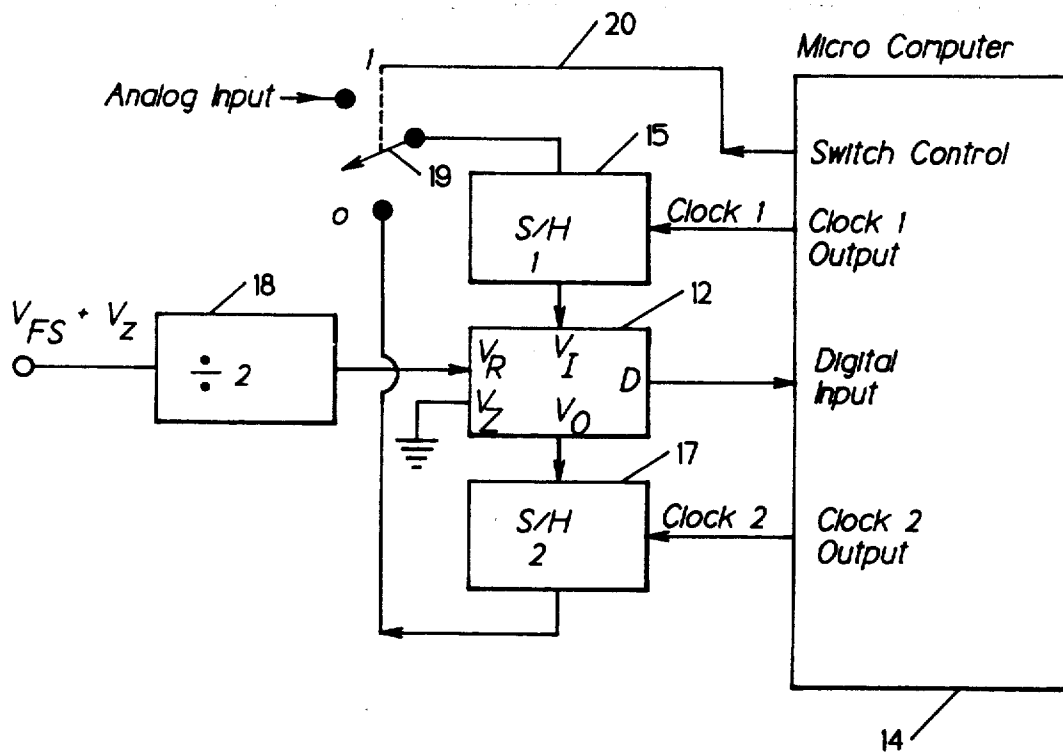 20
Micro Computer
1
Analog Input
Switch Control
19
15
0
S/H
1
Clock 1
Clock 1
Output
18
12
V_FS + V_Z
÷ 2
V_R
V_I
D
V_Z
V_O
Digital
Input
17
S/H
2
Clock 2
Clock 2
Output
14